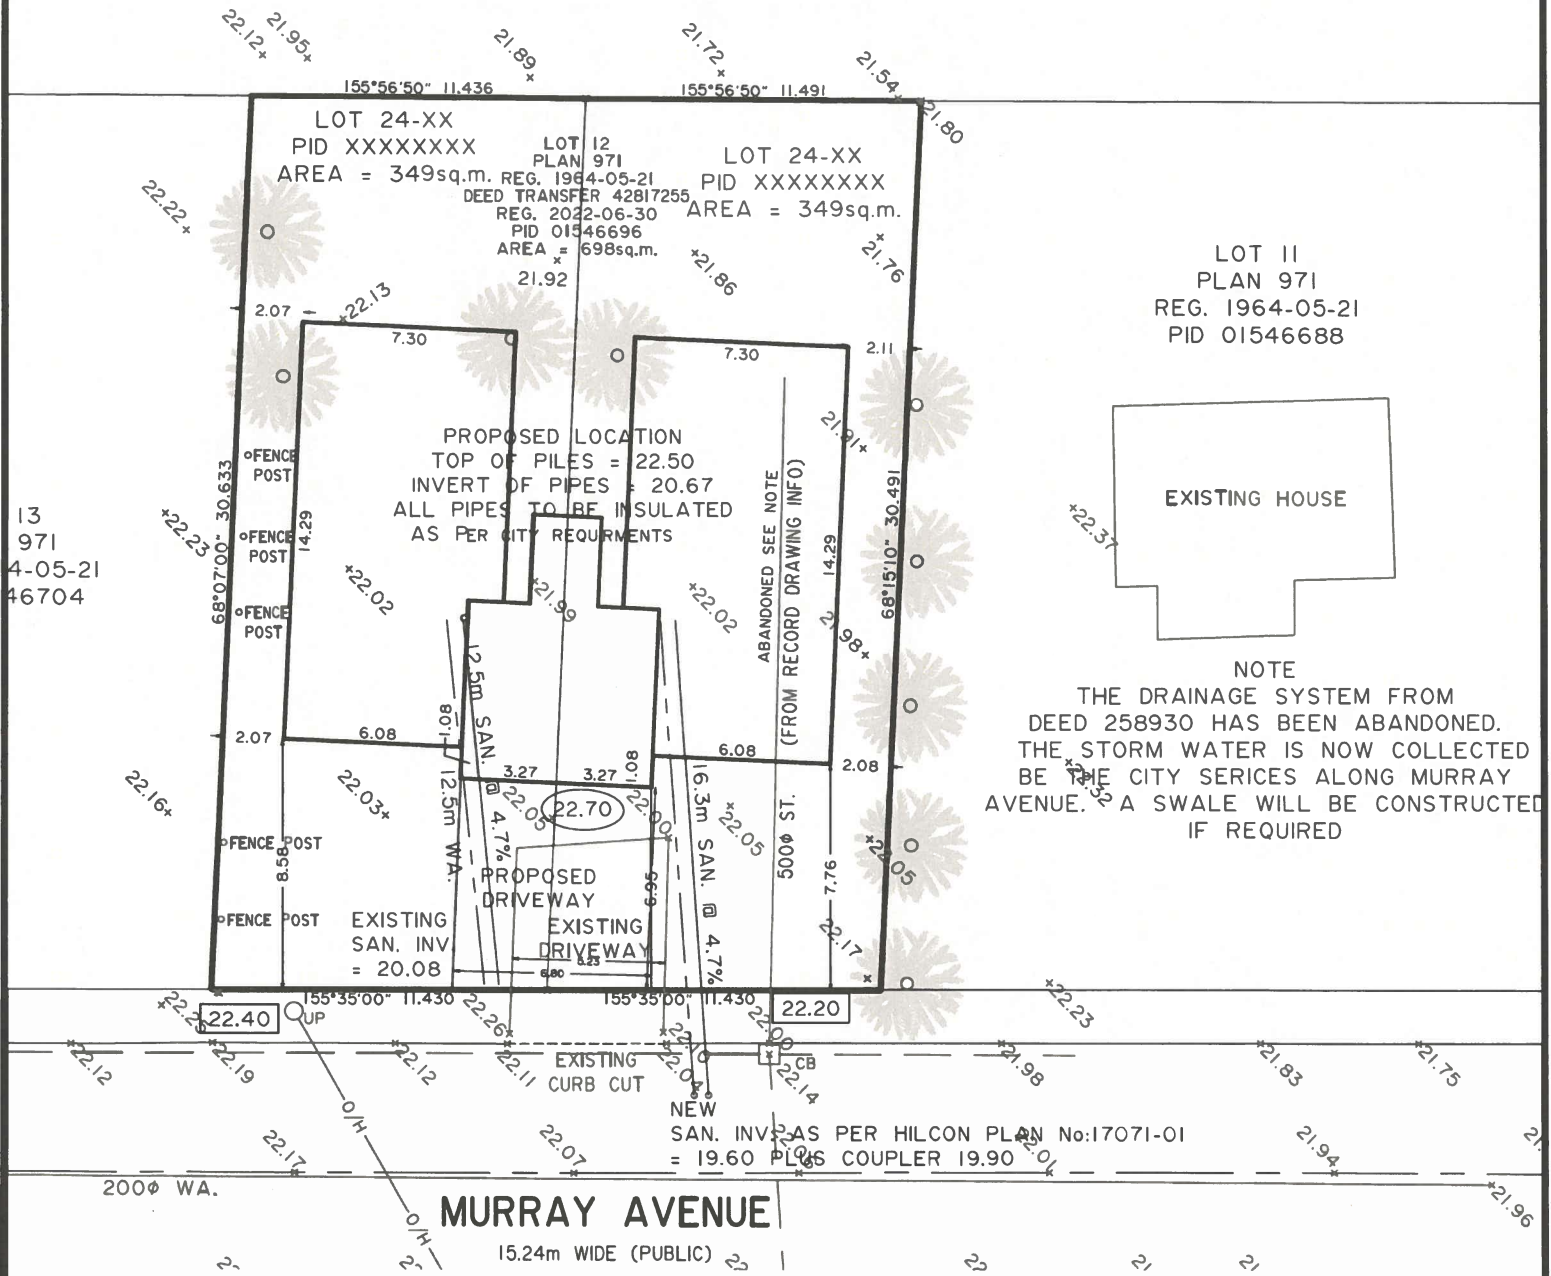 22.12
21.95
21.89
21.72
21.54
21.80
155°56'50" 11.436
155°56'50" 11.491
LOT 24-XX
PID XXXXXXXX
AREA = 349sq.m.
LOT 12
PLAN 971
REG. 1964-05-21
DEED TRANSFER 42817255
REG. 2022-06-30
PID 01546696
AREA = 698sq.m.
LOT 24-XX
PID XXXXXXXX
AREA = 349sq.m.
22.22
21.92
21.86
21.76
LOT 11
PLAN 971
REG. 1964-05-21
PID 01546688
2.07
22.13
7.30
7.30
2.11
PROPOSED LOCATION
TOP OF PILES = 22.50
INVERT OF PIPES = 20.67
ALL PIPES TO BE INSULATED
AS PER CITY REQURMENTS
FENCE
POST
FENCE
POST
FENCE
POST
68°07'00" 30.633
14.29
21.91
ABANDONED SEE NOTE
(FROM RECORD DRAWING INFO)
14.29
68°15'10" 30.491
EXISTING HOUSE
22.37
13
971
4-05-21
46704
22.23
22.02
21.99
22.02
21.98
NOTE
THE DRAINAGE SYSTEM FROM
DEED 258930 HAS BEEN ABANDONED.
THE STORM WATER IS NOW COLLECTED
BE THE CITY SERICES ALONG MURRAY
AVENUE. A SWALE WILL BE CONSTRUCTED
IF REQUIRED
22.32
2.07
6.08
1.08
12.5m SAN. @ 4.7%
12.5m WA.
3.27
3.27
1.08
6.08
2.08
16.3m SAN. @ 4.7%
500ø ST.
22.16
22.03
22.05
22.70
22.00
22.05
22.05
FENCE POST
8.58
PROPOSED
DRIVEWAY
6.95
7.76
FENCE POST
EXISTING
SAN. INV.
= 20.08
EXISTING
DRIVEWAY
5.23
6.80
22.17
155°35'00" 11.430
155°35'00" 11.430
22.40
UP
22.26
22.20
22.23
22.12
22.19
22.12
22.11
EXISTING
CURB CUT
22.10
22.04
22.00
CB
22.14
21.98
21.83
21.75
O/H
NEW
SAN. INV. AS PER HILCON PLAN No:17071-01
= 19.60 PLUS COUPLER 19.90
22.17
22.07
22.01
21.94
200ø WA.
O/H
MURRAY AVENUE
15.24m WIDE (PUBLIC)
21.96